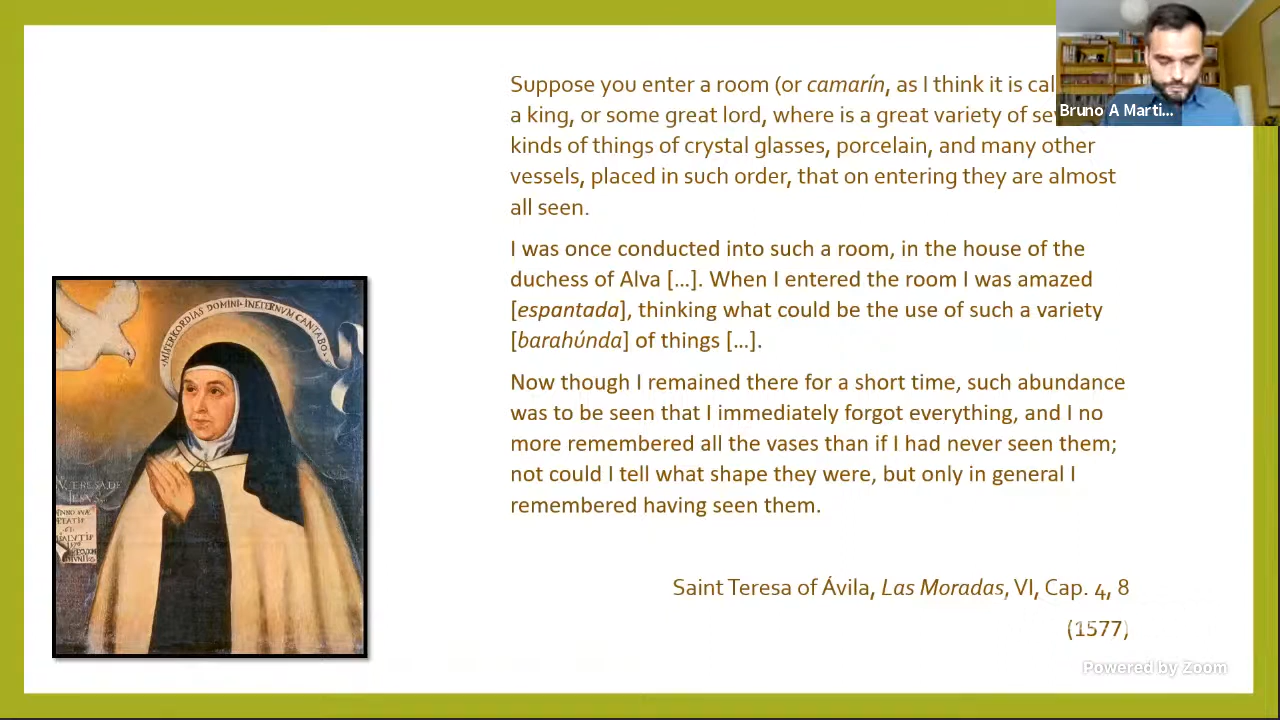 Suppose you enter a room (or camarín, as I think it is cal
a king, or some great lord, where is a great variety of se
kinds of things of crystal glasses, porcelain, and many other
vessels, placed in such order, that on entering they are almost
all seen.
I was once conducted into such a room, in the house of the
duchess of Alva [...]. When I entered the room I was amazed
[espantada], thinking what could be the use of such a variety
[barahúnda] of things [...].
Now though I remained there for a short time, such abundance
was to be seen that I immediately forgot everything, and I no
more remembered all the vases than if I had never seen them;
not could I tell what shape they were, but only in general I
remembered having seen them.
Saint Teresa of Ávila, Las Moradas, VI, Cap. 4, 8
(1577)
Bruno A Marti...
Powered by Zoom
MISERICORDIAS DOMINI INETERNVM CANTABO